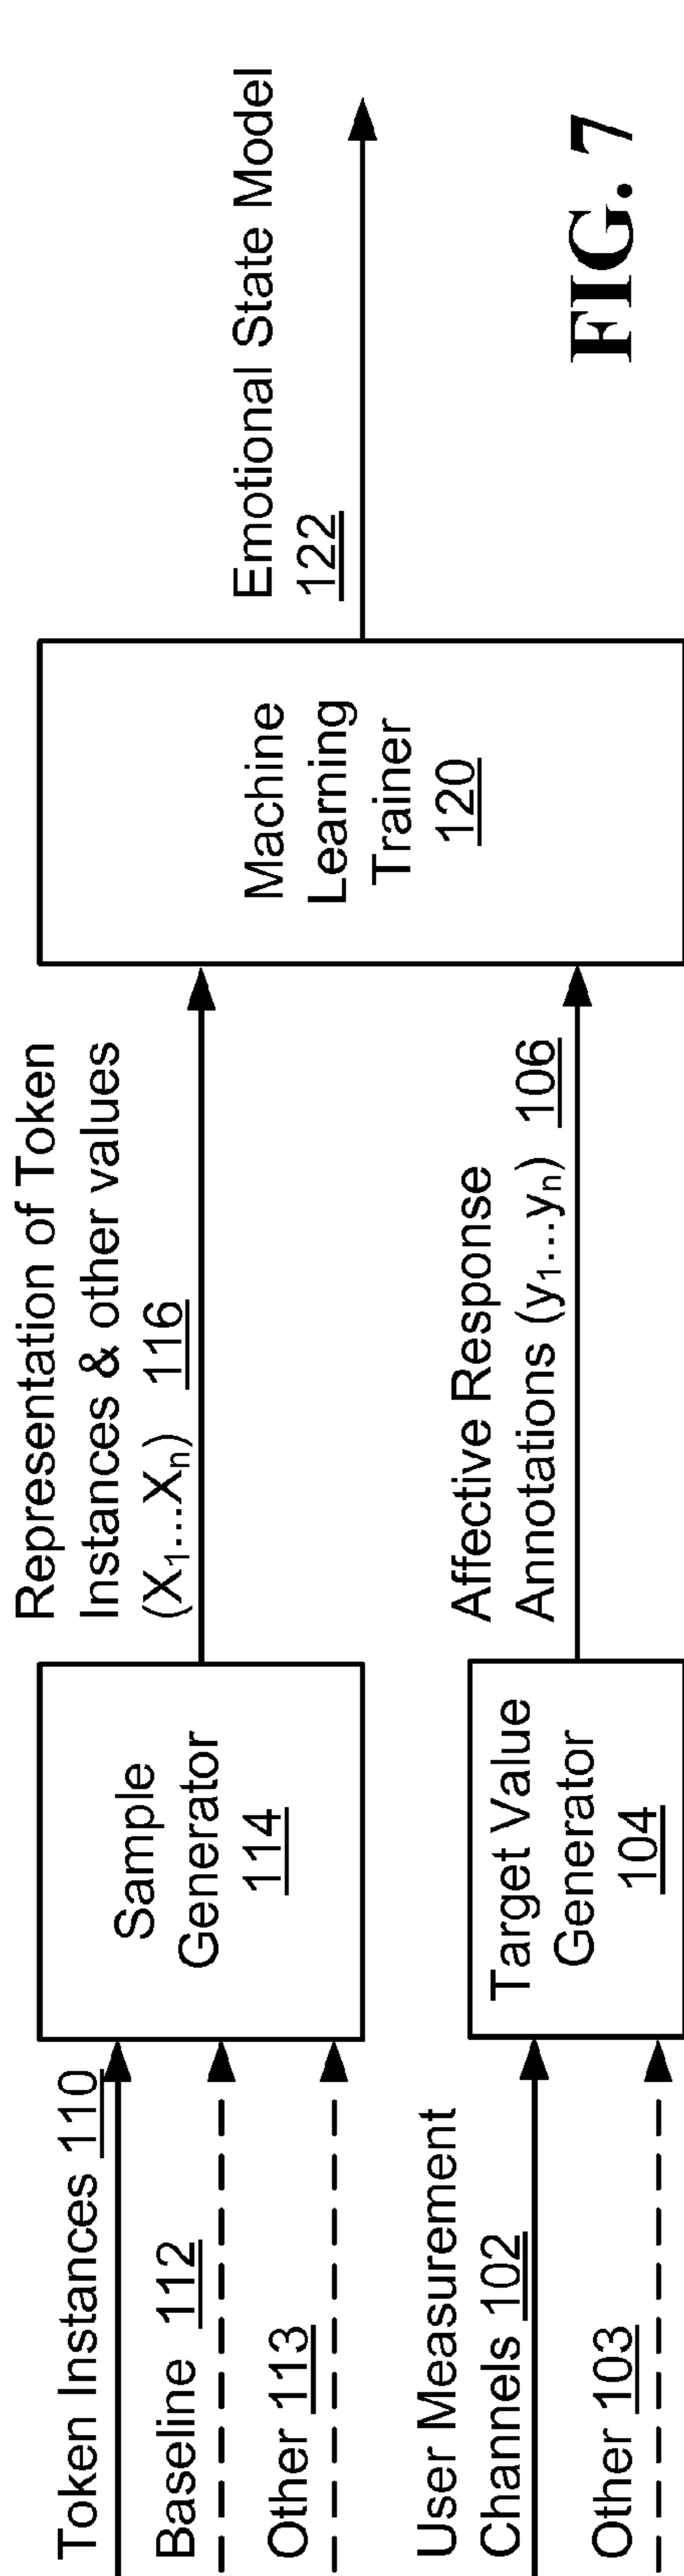 Token Instances 110
Baseline 112
Other 113
User Measurement
Channels 102
Other 103
Sample
Generator
114
Target Value
Generator
104
Representation of Token
Instances & other values
(X₁...Xₙ) 116
Affective Response
Annotations (y₁...yₙ) 106
Machine
Learning
Trainer
120
Emotional State Model
122
FIG. 7